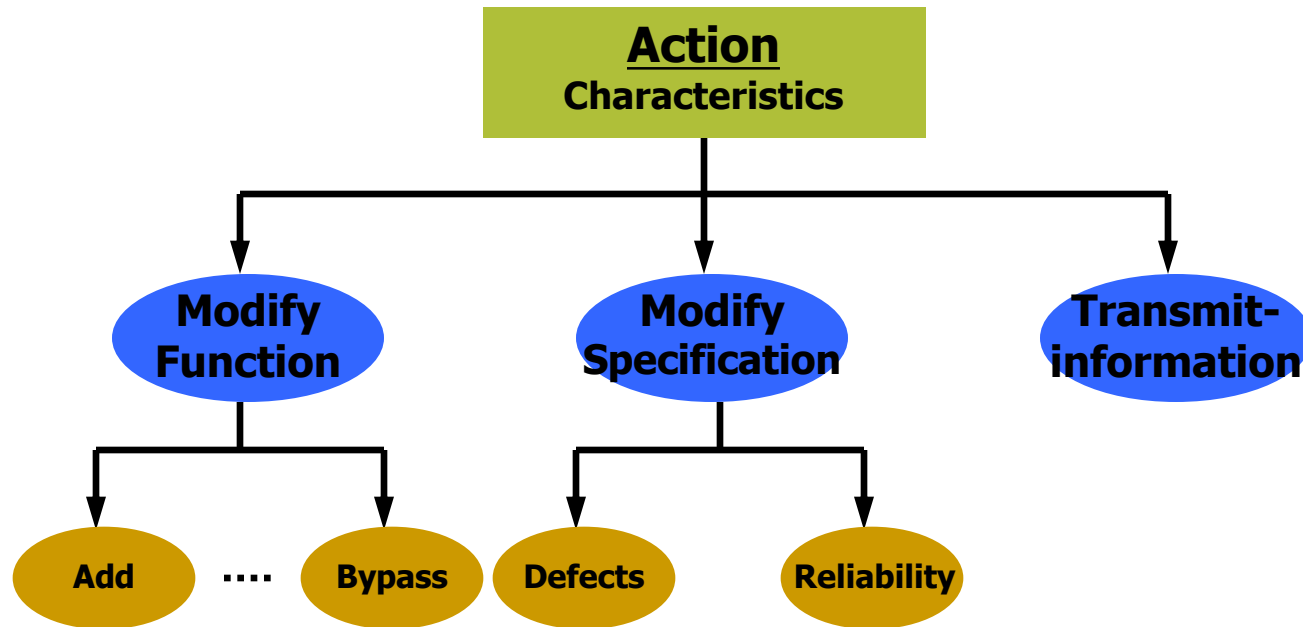 Action
Characteristics
Modify
Function
Modify
Specification
Transmit-
information
Add
....
Bypass
Defects
Reliability